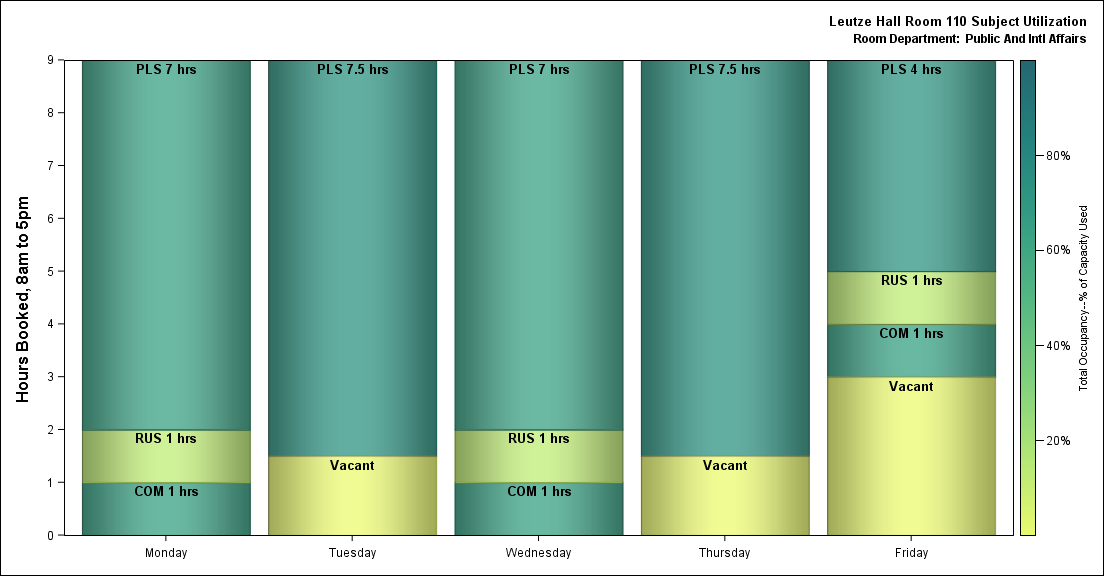 Leutze Hall Room 110 Subject Utilization
Room Department: Public And Intl Affairs
Hours Booked, 8am to 5pm
9
8
7
6
5
4
3
2
1
0
PLS 7 hrs
RUS 1 hrs
COM 1 hrs
PLS 7.5 hrs
Vacant
PLS 7 hrs
RUS 1 hrs
COM 1 hrs
PLS 7.5 hrs
Vacant
PLS 4 hrs
RUS 1 hrs
COM 1 hrs
Vacant
Monday
Tuesday
Wednesday
Thursday
Friday
80%
60%
40%
20%
Total Occupancy--% of Capacity Used